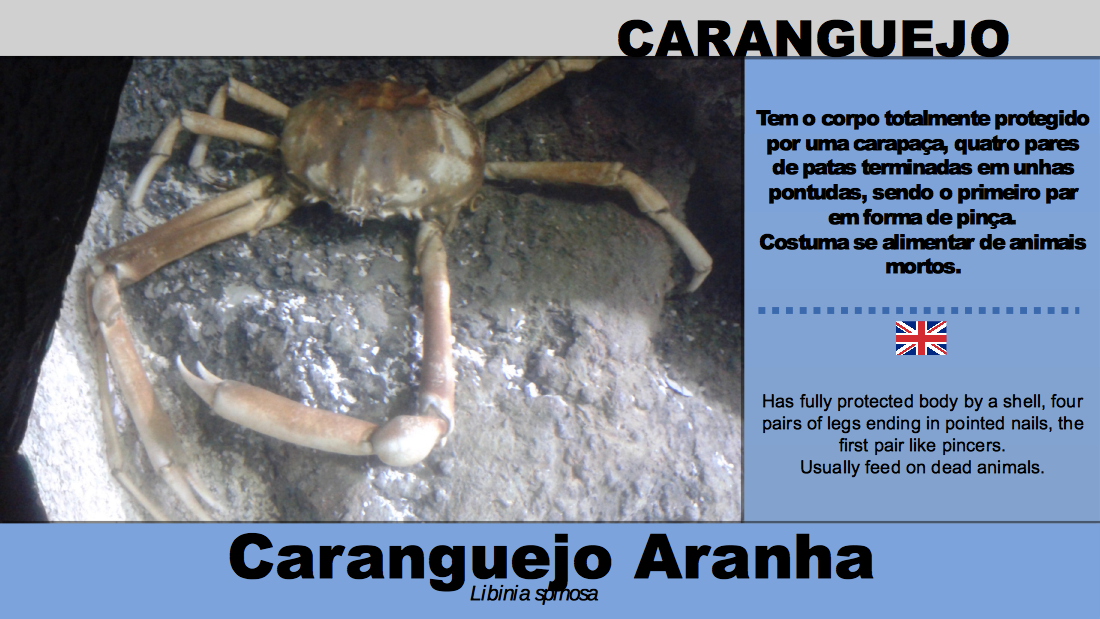 CARANGUEJO
Tem o corpo totalmente protegido
por uma carapaça, quatro pares
de patas terminadas em unhas
pontudas, sendo o primeiro par
em forma de pinça.
Costuma se alimentar de animais
mortos.
Has fully protected body by a shell, four
pairs of legs ending in pointed nails, the
first pair like pincers.
Usually feed on dead animals.
Caranguejo Aranha
Libinia spinosa